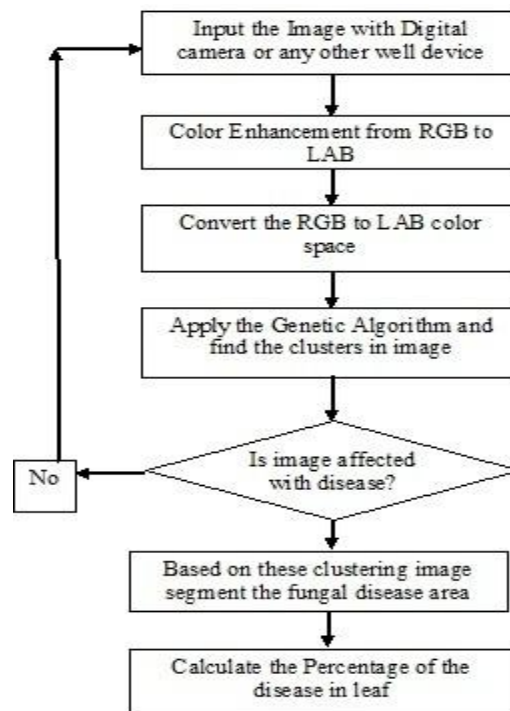 Input the Image with Digital
camera or any other well device
Color Enhancement from RGB to
LAB
Convert the RGB to LAB color
space
Apply the Genetic Algorithm and
find the clusters in image
Is image affected
with disease?
No
Based on these clustering image
segment the fungal disease area
Calculate the Percentage of the
disease in leaf